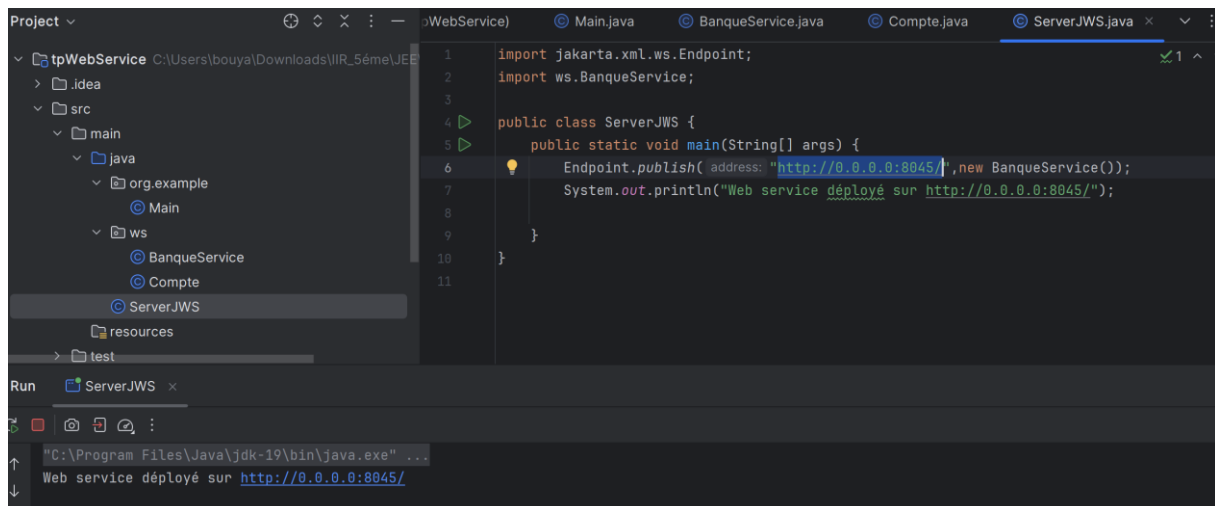 Project
pWebService)
Main.java
BanqueService.java
Compte.java
ServerJWS.java
tpWebService C:\Users\bouya\Downloads\IIR_5éme\JEE
.idea
src
main
java
org.example
Main
ws
BanqueService
Compte
ServerJWS
resources
test
1 import jakarta.xml.ws.Endpoint;
2 import ws.BanqueService;
3
4 public class ServerJWS {
5 public static void main(String[] args) {
6 Endpoint.publish( address: "http://0.0.0.0:8045/",new BanqueService());
7 System.out.println("Web service déployé sur http://0.0.0.0:8045/");
8
9 }
10 }
11
1
Run ServerJWS
"C:\Program Files\Java\jdk-19\bin\java.exe" ...
Web service déployé sur http://0.0.0.0:8045/